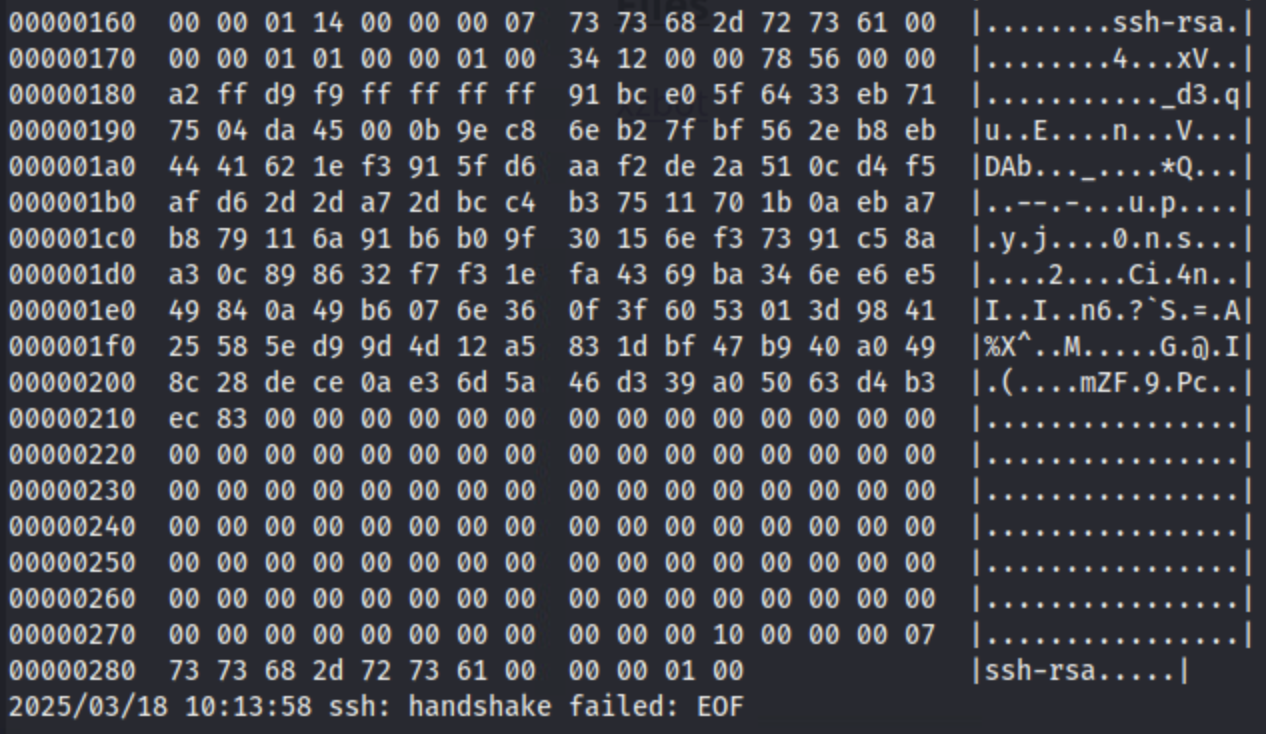 00000160  00 00 01 14 00 00 00 07  73 73 68 2d 72 73 61 00  |........ssh-rsa.|
00000170  00 00 01 01 00 00 01 00  34 12 00 00 78 56 00 00  |........4...xV..|
00000180  a2 ff d9 f9 ff ff ff ff  91 bc e0 5f 64 33 eb 71  |..........._d3.q|
00000190  75 04 da 45 00 0b 9e c8  6e b2 7f bf 56 2e b8 eb  |u..E....n...V...|
000001a0  44 41 62 1e f3 91 5f d6  aa f2 de 2a 51 0c d4 f5  |DAb..._....*Q...|
000001b0  af d6 2d 2d a7 2d bc c4  b3 75 11 70 1b 0a eb a7  |..--.-...u.p....|
000001c0  b8 79 11 6a 91 b6 b0 9f  30 15 6e f3 73 91 c5 8a  |.y.j....0.n.s...|
000001d0  a3 0c 89 86 32 f7 f3 1e  fa 43 69 ba 34 6e e6 e5  |....2....Ci.4n..|
000001e0  49 84 0a 49 b6 07 6e 36  0f 3f 60 53 01 3d 98 41  |I..I..n6.?`S.=.A|
000001f0  25 58 5e d9 9d 4d 12 a5  83 1d bf 47 b9 40 a0 49  |%X^..M.....G.@.I|
00000200  8c 28 de ce 0a e3 6d 5a  46 d3 39 a0 50 63 d4 b3  |.(....mZF.9.Pc..|
00000210  ec 83 00 00 00 00 00 00  00 00 00 00 00 00 00 00  |................|
00000220  00 00 00 00 00 00 00 00  00 00 00 00 00 00 00 00  |................|
00000230  00 00 00 00 00 00 00 00  00 00 00 00 00 00 00 00  |................|
00000240  00 00 00 00 00 00 00 00  00 00 00 00 00 00 00 00  |................|
00000250  00 00 00 00 00 00 00 00  00 00 00 00 00 00 00 00  |................|
00000260  00 00 00 00 00 00 00 00  00 00 00 00 00 00 00 00  |................|
00000270  00 00 00 00 00 00 00 00  00 00 00 10 00 00 00 07  |................|
00000280  73 73 68 2d 72 73 61 00  00 00 01 00              |ssh-rsa.....|
2025/03/18 10:13:58 ssh: handshake failed: EOF